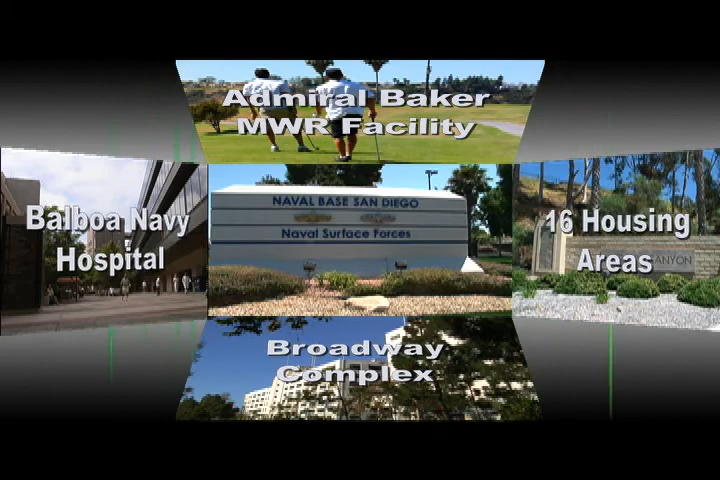 Admiral Baker
MWR Facility
Balboa Navy
Hospital
NAVAL BASE SAN DIEGO
Naval Surface Forces
16 Housing
Areas
ANYON
Broadway
Complex